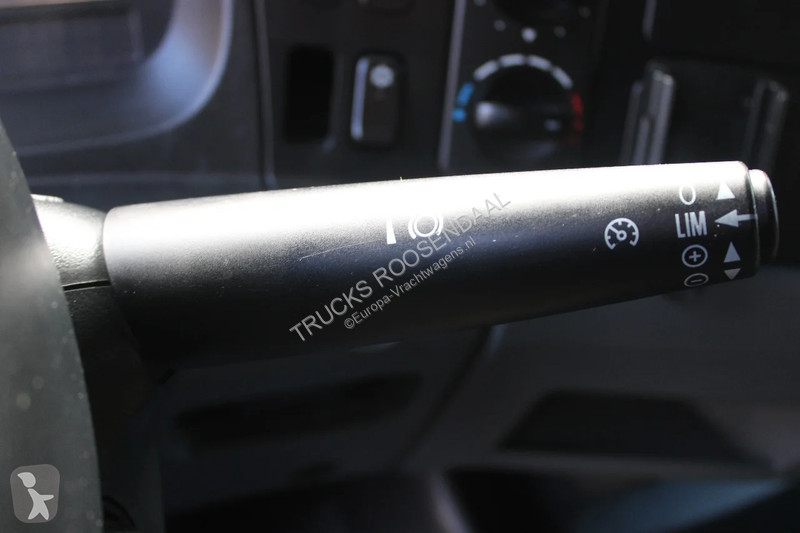 LIM
TRUCKS ROOSENDAAL
©Europa-Vrachtwagens.nl